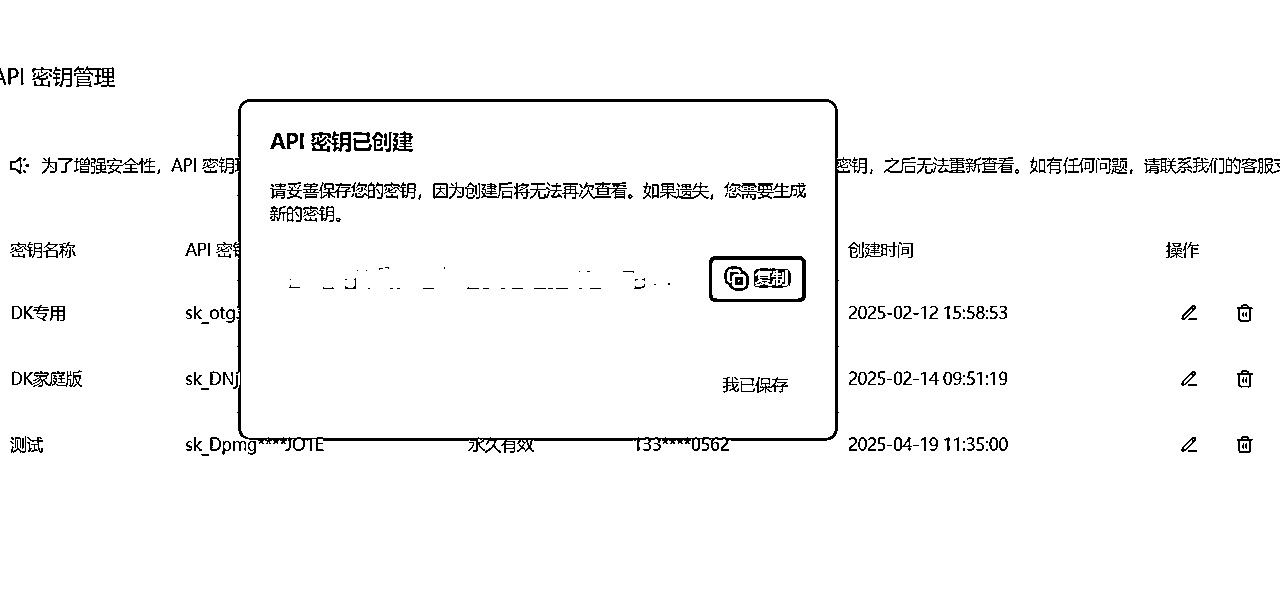 API 密钥管理
API 密钥已创建
为了增强安全性，API 密钥
密钥，之后无法重新查看。如有任何问题，请联系我们的客服
请妥善保存您的密钥，因为创建后将无法再次查看。如果遗失，您需要生成
新的密钥。
密钥名称 API 密钥 创建时间 操作
复制
DK专用 sk_otg 2025-02-12 15:58:53
DK家庭版 sk_DNj 2025-02-14 09:51:19
我已保存
测试 sk_Dpmg****JOTE 永久有效 133****0562 2025-04-19 11:35:00